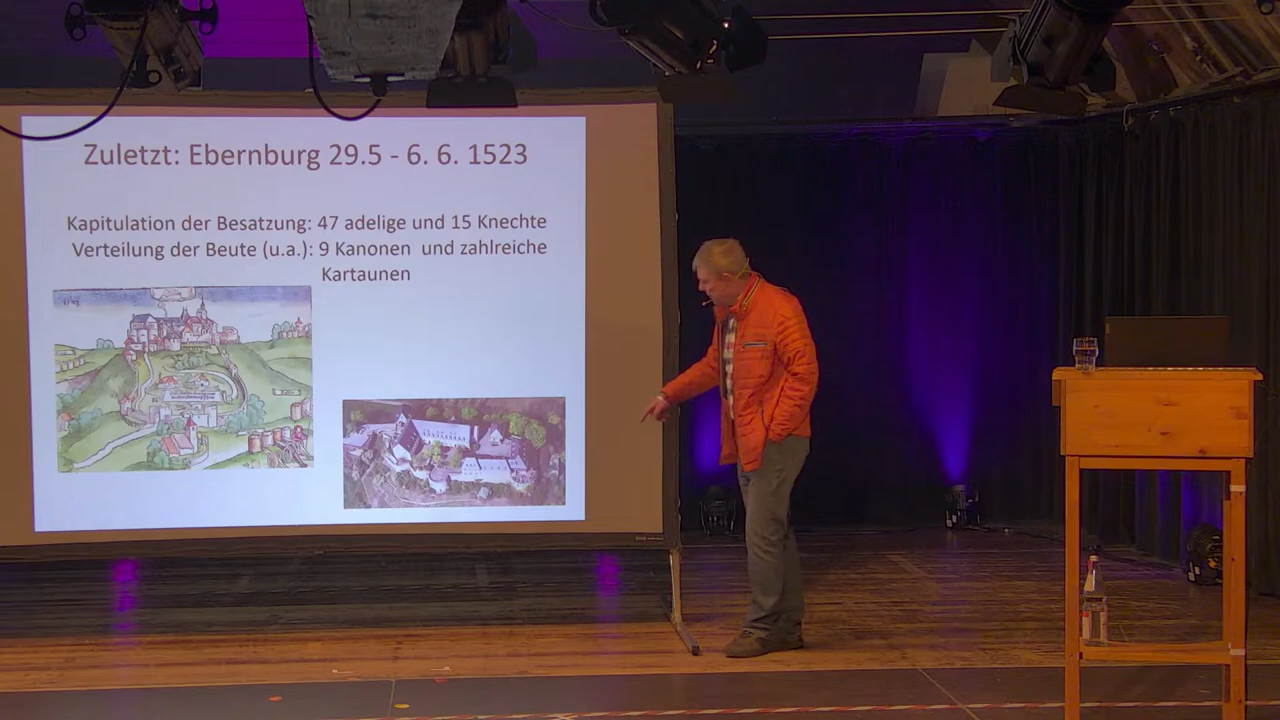 Zuletzt: Ebernburg 29.5 - 6. 6. 1523
Kapitulation der Besatzung: 47 adelige und 15 Knechte
Verteilung der Beute (u.a.): 9 Kanonen und zahlreiche
Kartaunen